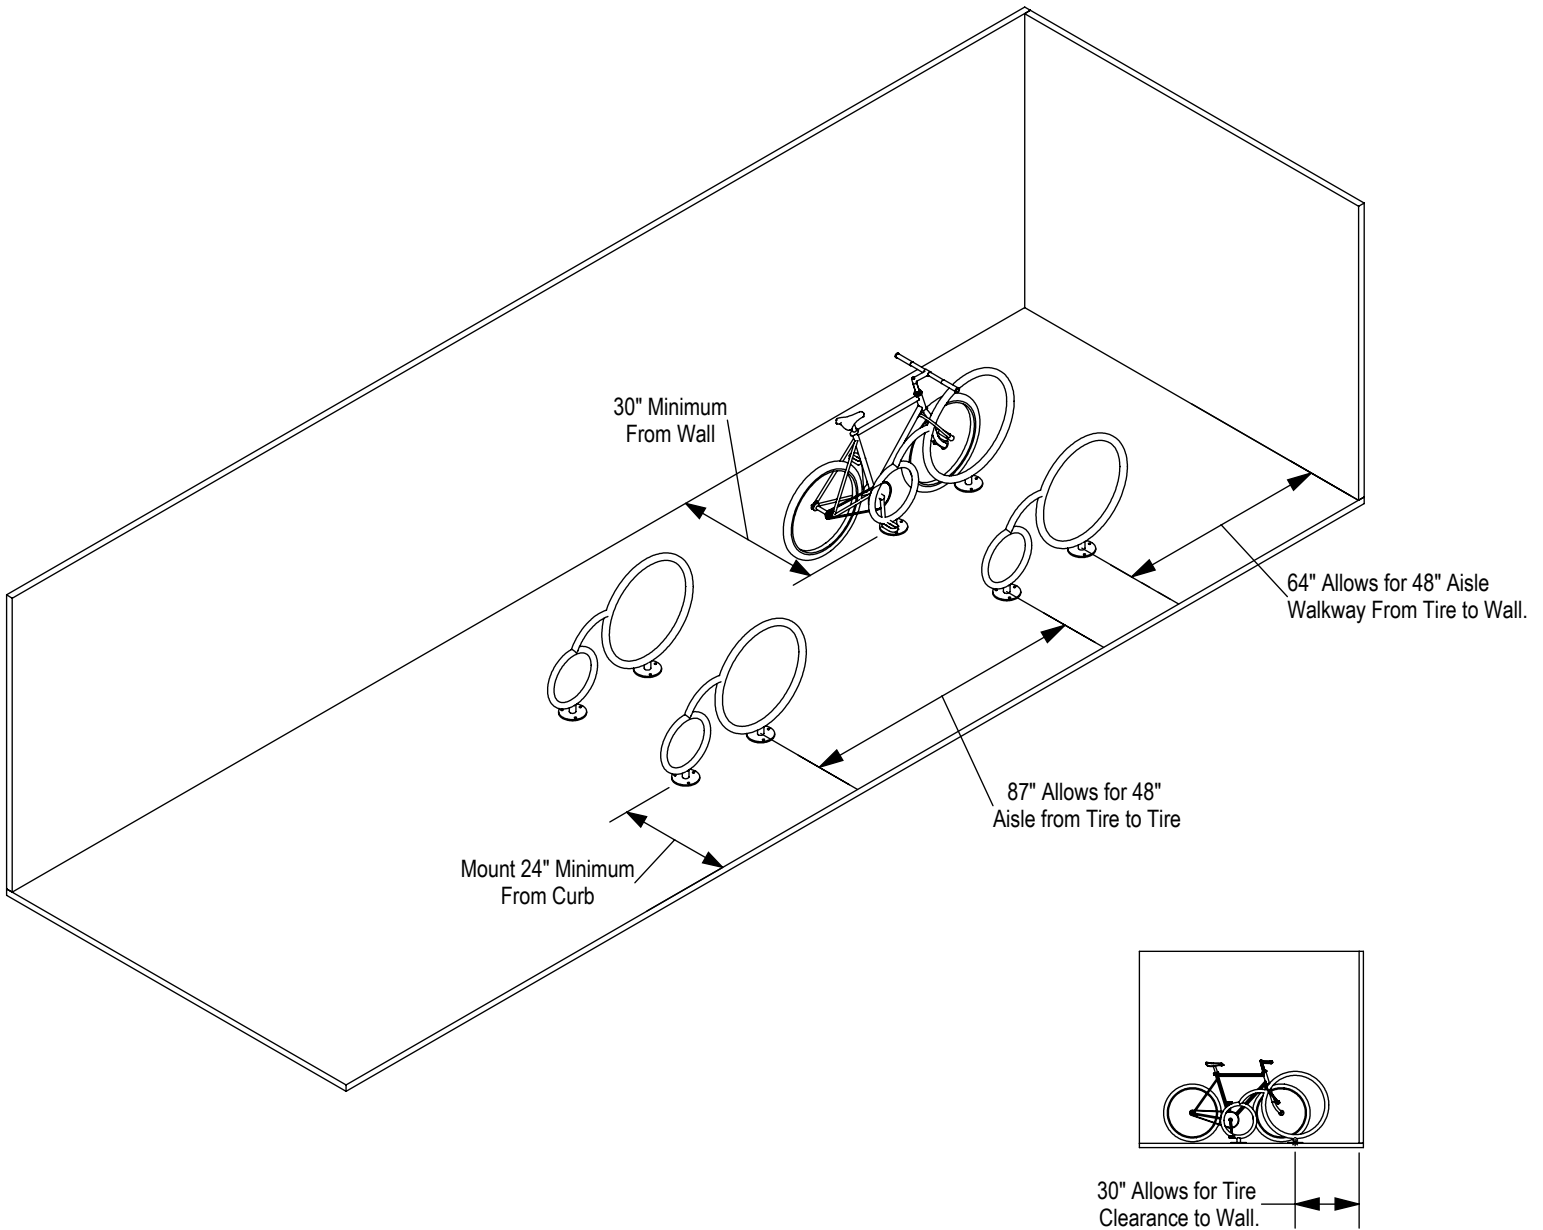 30" Minimum
From Wall
64" Allows for 48" Aisle
Walkway From Tire to Wall.
87" Allows for 48"
Aisle from Tire to Tire
Mount 24" Minimum
From Curb
30" Allows for Tire
Clearance to Wall.